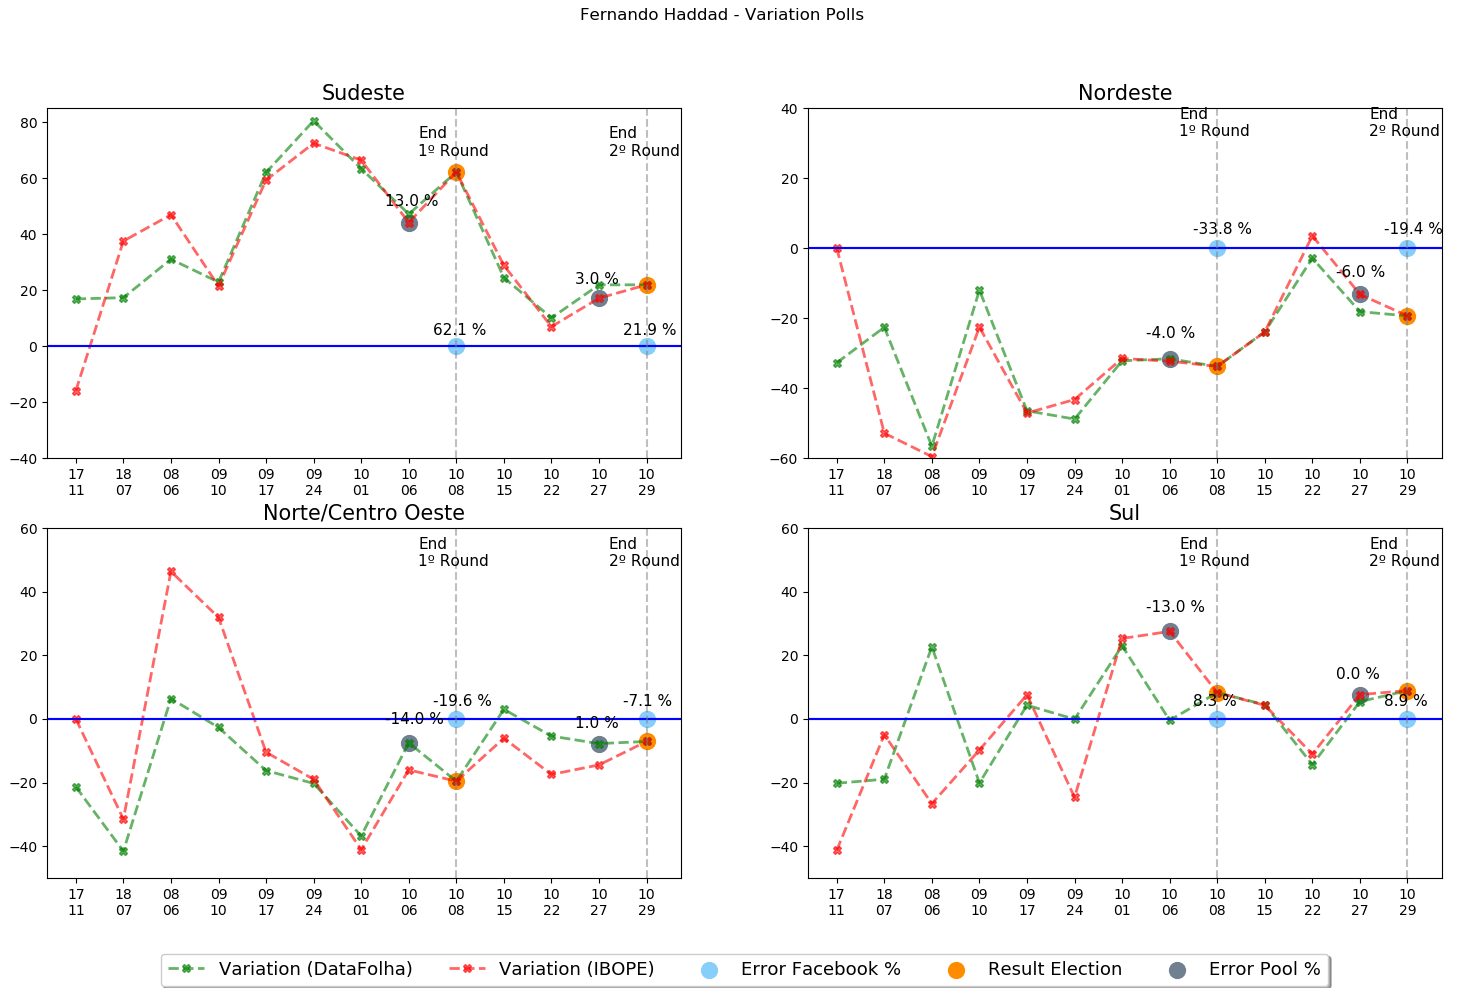 Fernando Haddad - Variation Polls
Sudeste
80
60
40
20
0
−20
−40
End
1º Round
End
2º Round
13.0 %
3.0 %
62.1 %
21.9 %
17 18 08 09 09 09 10 10 10 10 10 10 10
11 07 06 10 17 24 01 06 08 15 22 27 29
Nordeste
40
20
0
−20
−40
−60
End
1º Round
End
2º Round
-33.8 %
-19.4 %
-6.0 %
-4.0 %
17 18 08 09 09 09 10 10 10 10 10 10 10
11 07 06 10 17 24 01 06 08 15 22 27 29
Norte/Centro Oeste
60
40
20
0
−20
−40
End
1º Round
End
2º Round
-19.6 %
-7.1 %
-14.0 %
1.0 %
17 18 08 09 09 09 10 10 10 10 10 10 10
11 07 06 10 17 24 01 06 08 15 22 27 29
Sul
60
40
20
0
−20
−40
End
1º Round
End
2º Round
-13.0 %
0.0 %
8.3 %
8.9 %
17 18 08 09 09 09 10 10 10 10 10 10 10
11 07 06 10 17 24 01 06 08 15 22 27 29
Variation (DataFolha) Variation (IBOPE) Error Facebook % Result Election Error Pool %